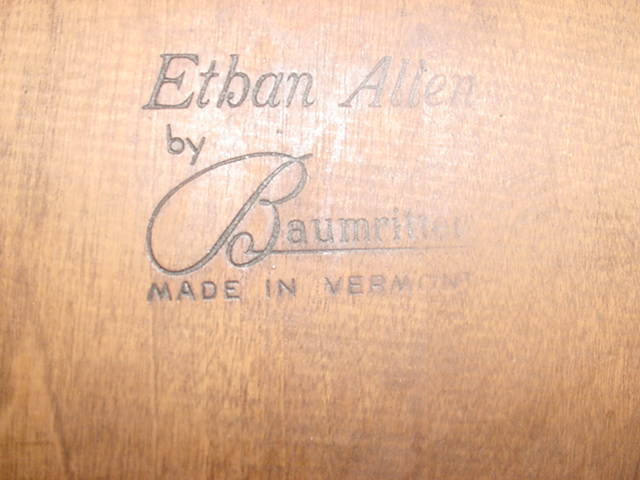 Ethan Allen
by
Baumritter
MADE IN VERMONT